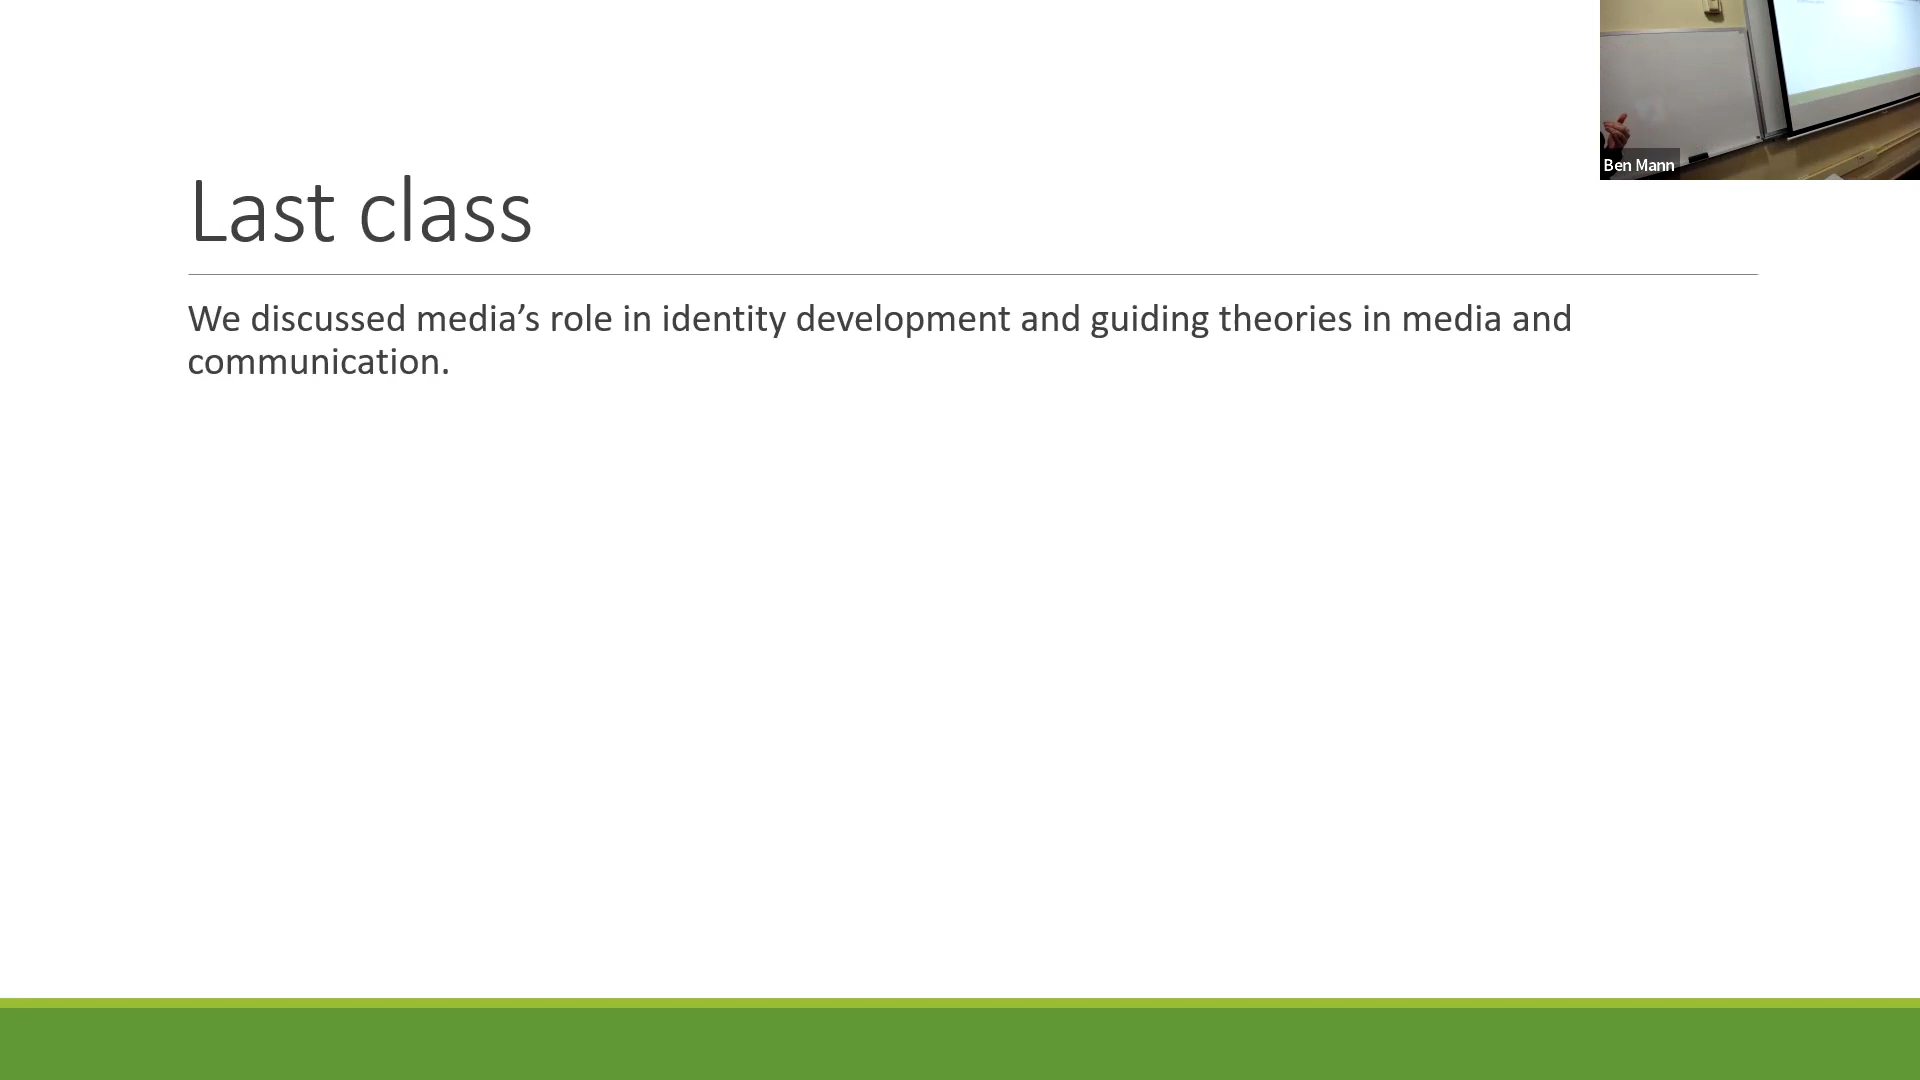 Ben Mann
Last class
We discussed media’s role in identity development and guiding theories in media and
communication.